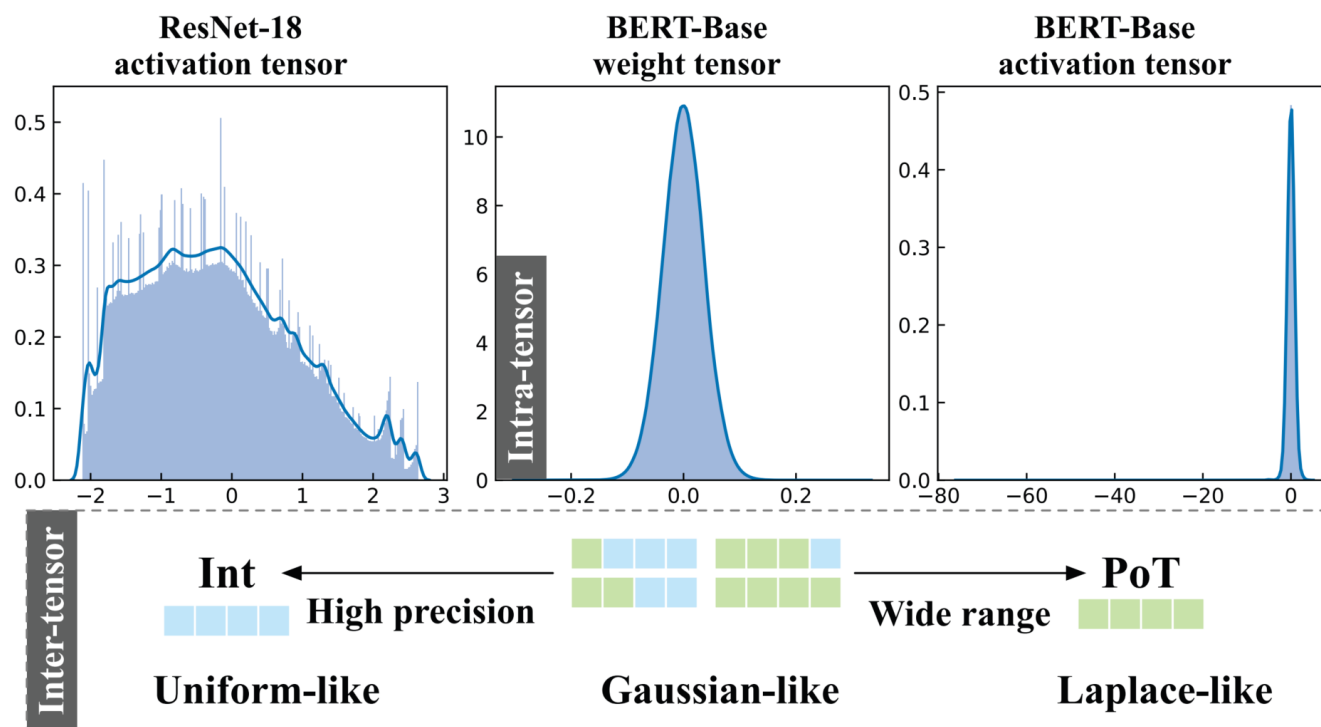 ResNet-18
activation tensor
BERT-Base
weight tensor
BERT-Base
activation tensor
0.5
0.4
0.3
0.2
0.1
0.0
−2
−1
0
1
2
3
10
8
6
4
2
0
−0.2
0.0
0.2
Intra-tensor
0.5
0.4
0.3
0.2
0.1
0.0
−80
−60
−40
−20
0
Inter-tensor
Int
High precision
Wide range
PoT
Uniform-like
Gaussian-like
Laplace-like